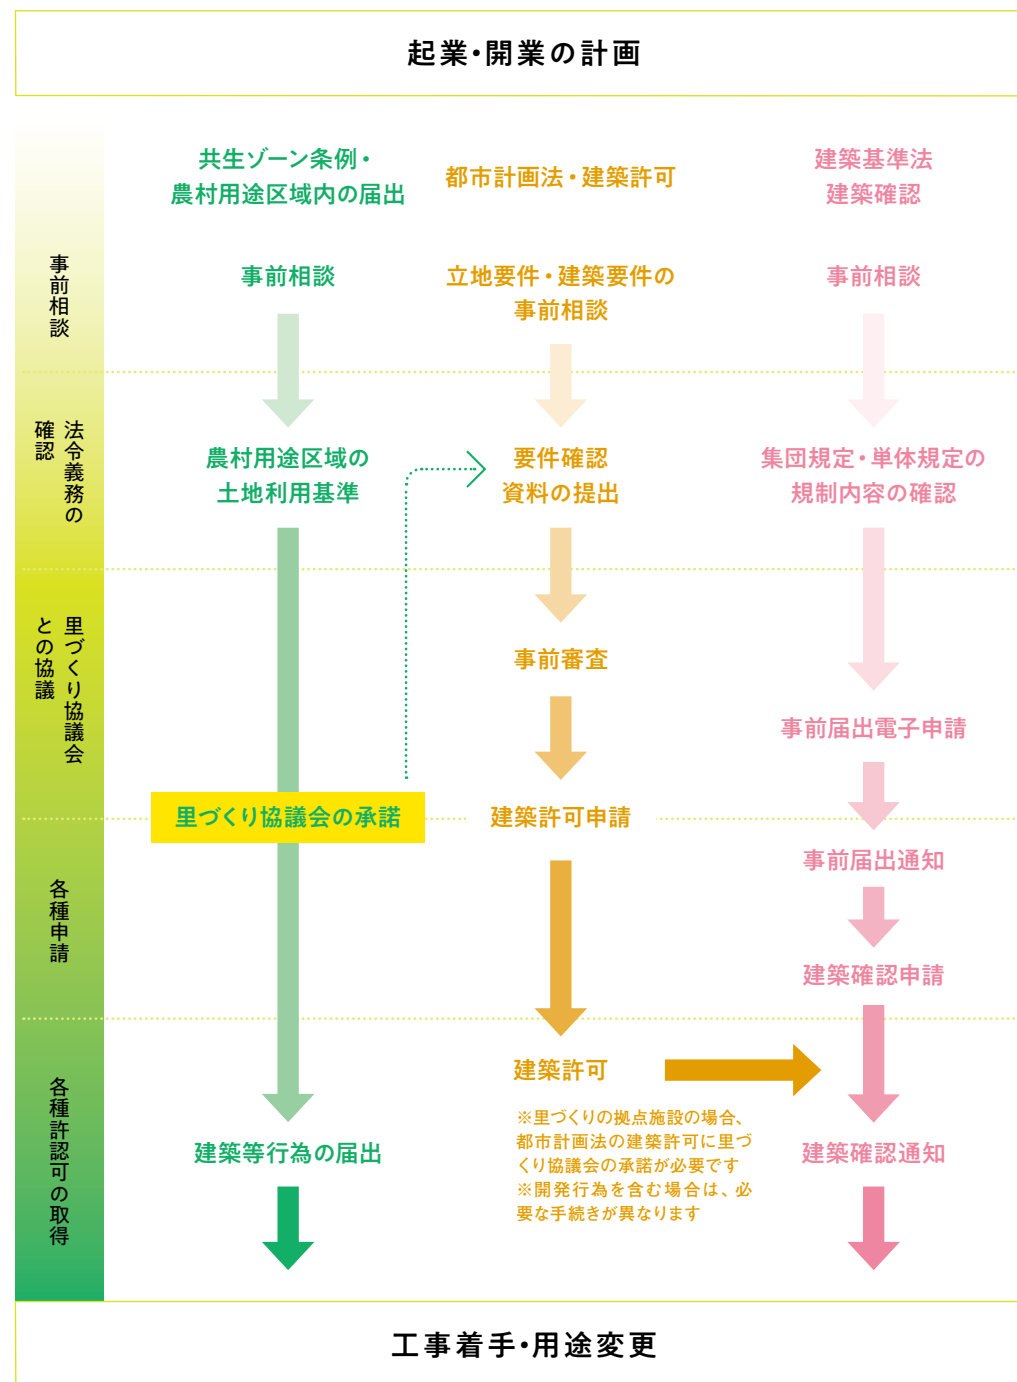 起業・開業の計画
共生ゾーン条例・
農村用途区域内の届出
都市計画法・建築許可
建築基準法
建築確認
事前相談
事前相談
立地要件・建築要件の
事前相談
事前相談
法令義務の
確認
農村用途区域の
土地利用基準
要件確認
資料の提出
集団規定・単体規定の
規制内容の確認
里づくり協議会
との協議
事前審査
事前届出電子申請
里づくり協議会の承諾
建築許可申請
各種申請
事前届出通知
建築確認申請
各種許認可の取得
建築許可
※里づくりの拠点施設の場合、
都市計画法の建築許可に里づ
くり協議会の承諾が必要です
※開発行為を含む場合は、必
要な手続きが異なります
建築等行為の届出
建築確認通知
工事着手・用途変更